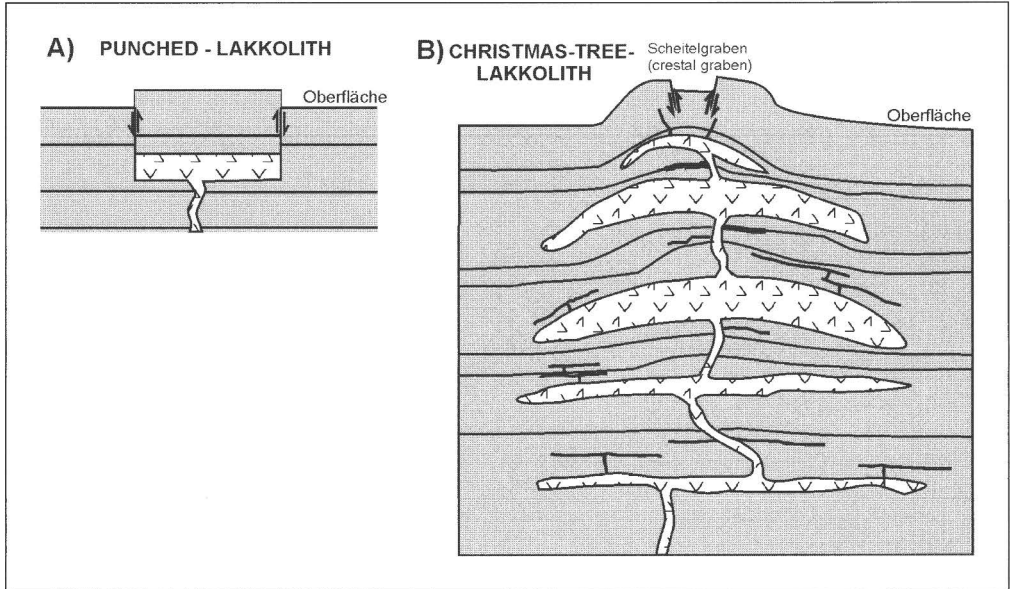 A) PUNCHED - LAKKOLITH
Oberfläche
B) CHRISTMAS-TREE-
LAKKOLITH
Scheitelgraben
(crestal graben)
Oberfläche